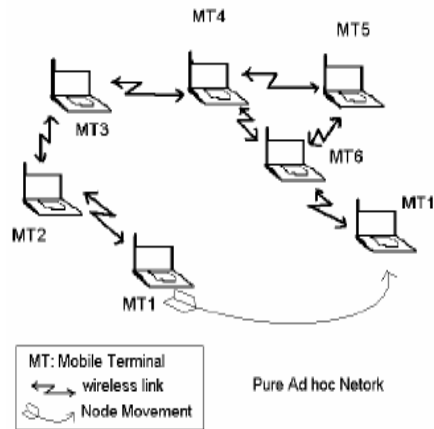 MT4
MT5
MT3
MT6
MT2
MT1
MT1
MT: Mobile Terminal
wireless link
Node Movement
Pure Ad hoc Netork